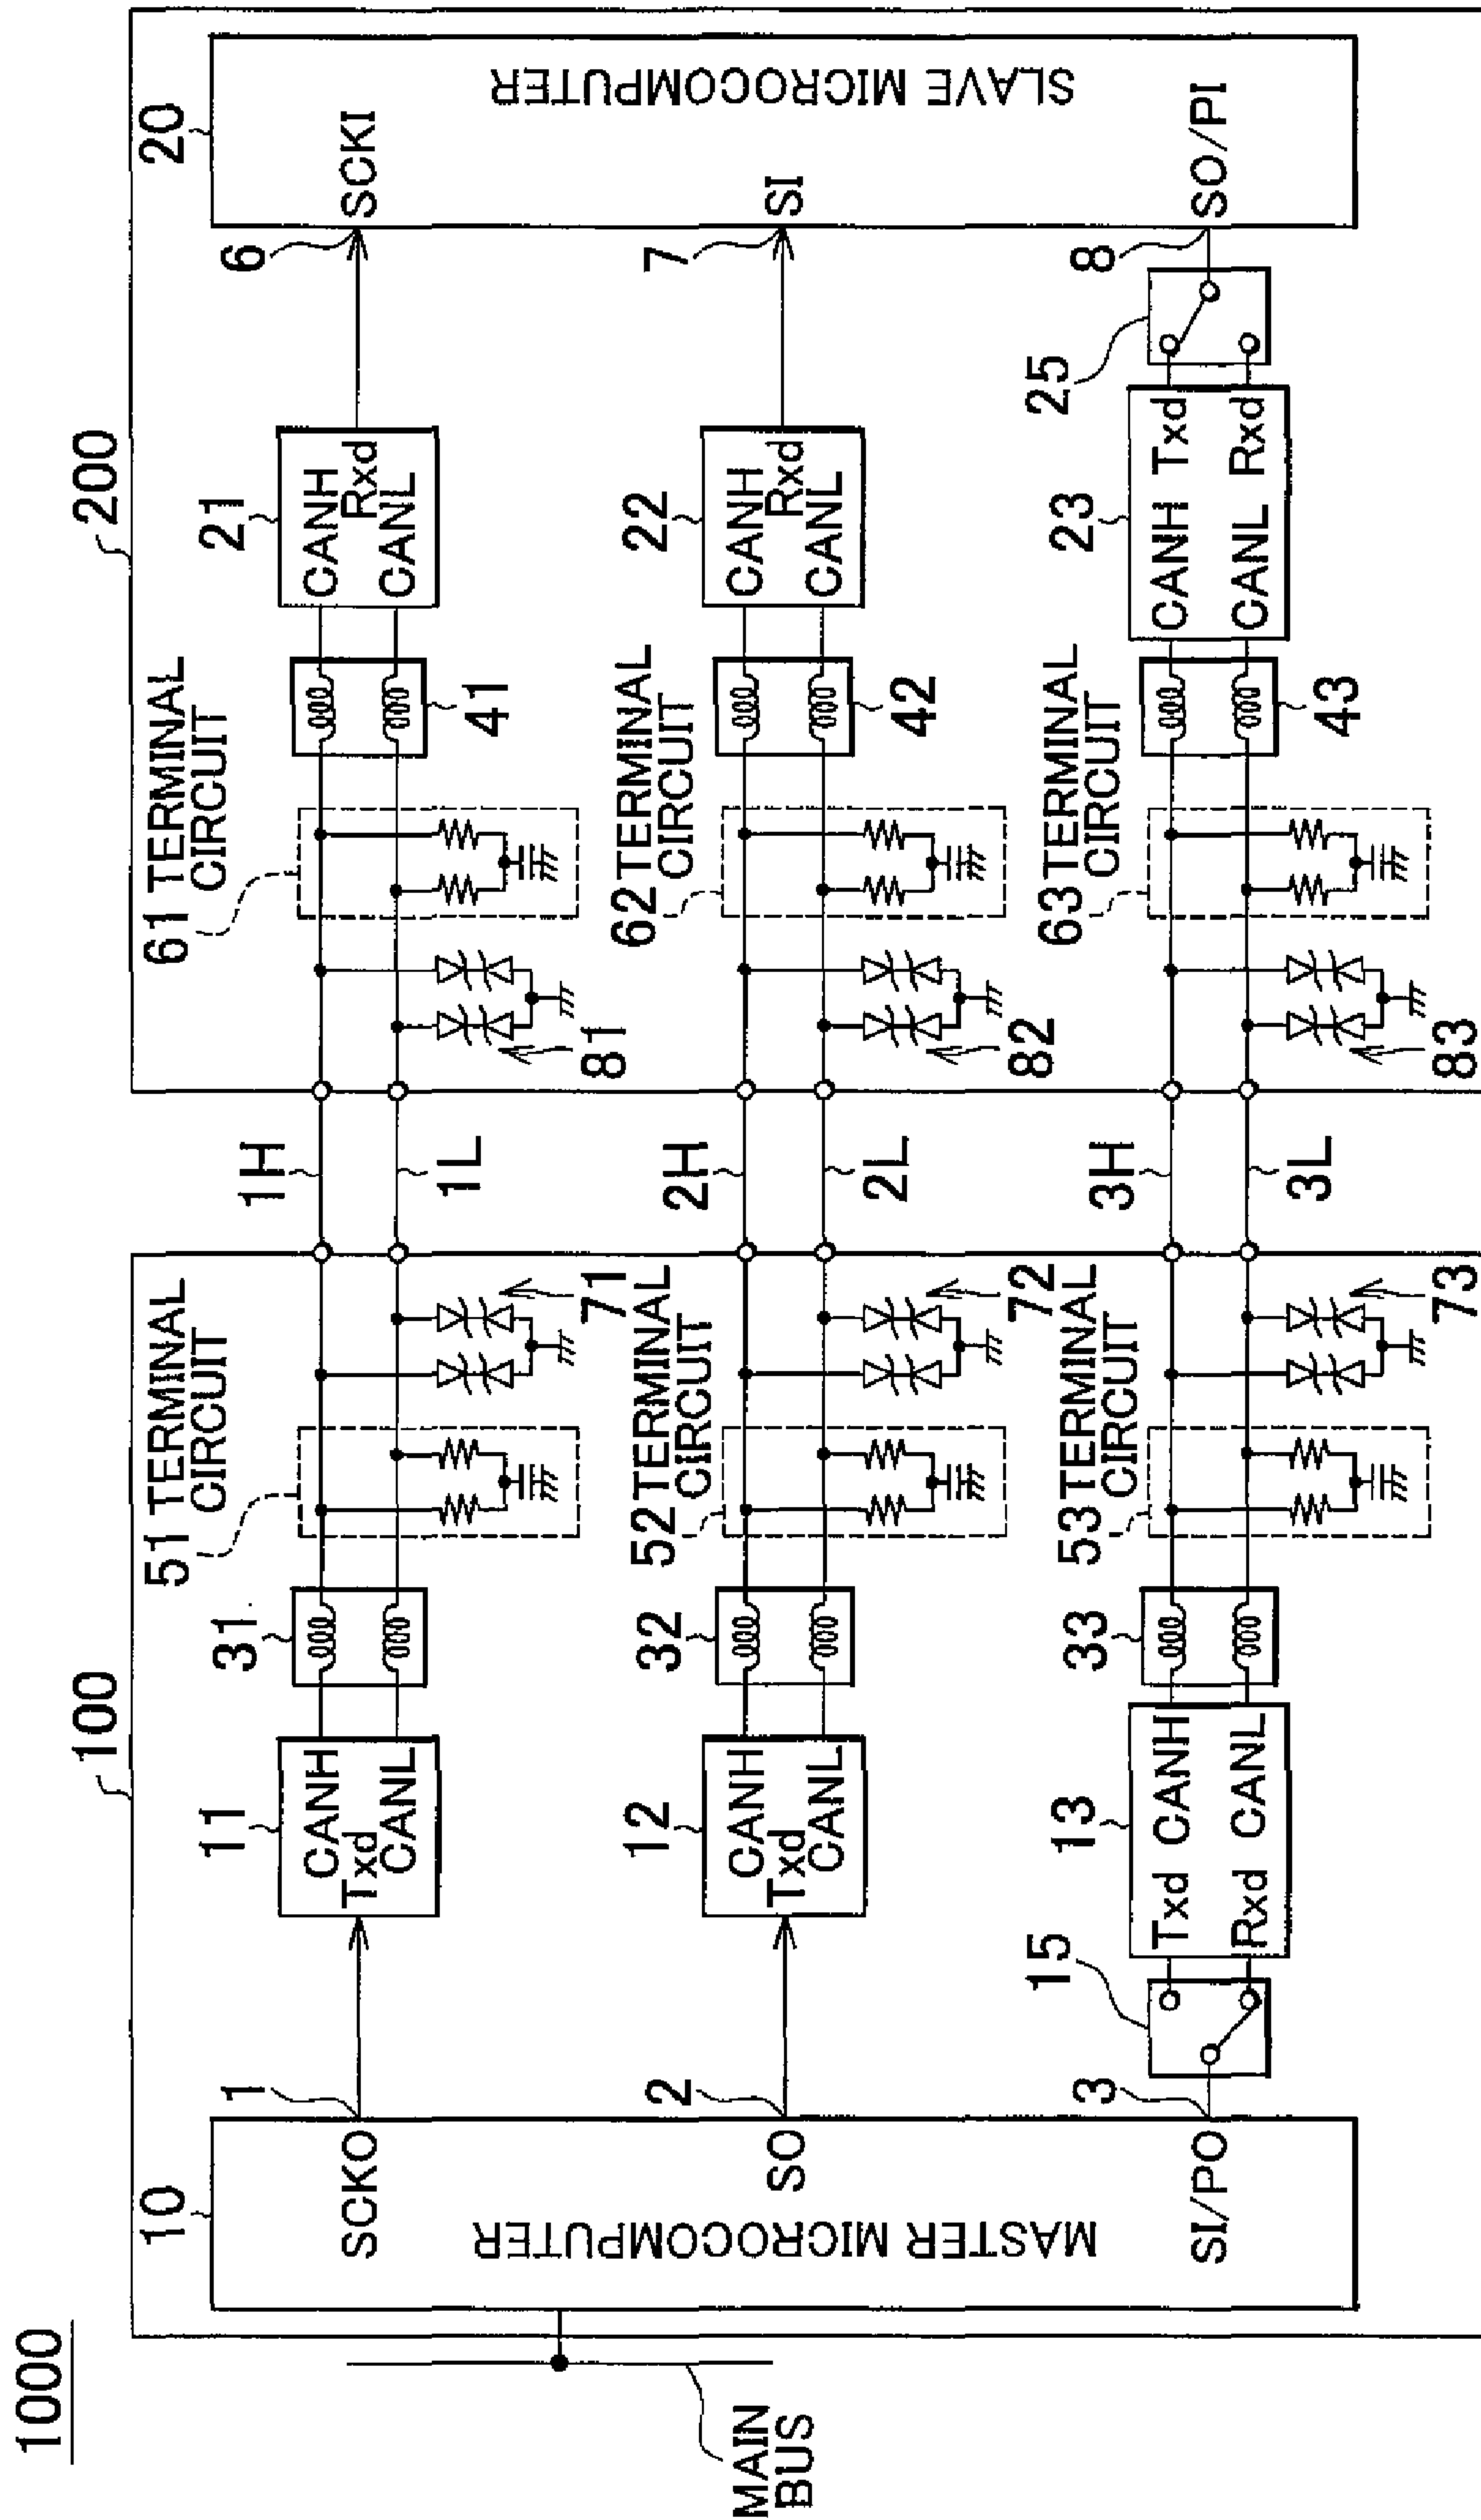 1000
100
200
MAIN
BUS
10
MASTER MICROCOMPUTER
SCKO
SO
SI/PO
1
2
3
11
CANH
Txd
CANL
31
51 TERMINAL
CIRCUIT
71
1H
1L
61 TERMINAL
CIRCUIT
81
41
21
CANH
Rxd
CANL
6
12
CANH
Txd
CANL
32
52 TERMINAL
CIRCUIT
72
2H
2L
62 TERMINAL
CIRCUIT
82
42
22
CANH
Rxd
CANL
7
15
13
Txd CANH
Rxd CANL
33
53 TERMINAL
CIRCUIT
73
3H
3L
63 TERMINAL
CIRCUIT
83
43
23
CANH Txd
CANL Rxd
25
8
20
SCKI
SI
SO/PI
SLAVE MICROCOMPUTER